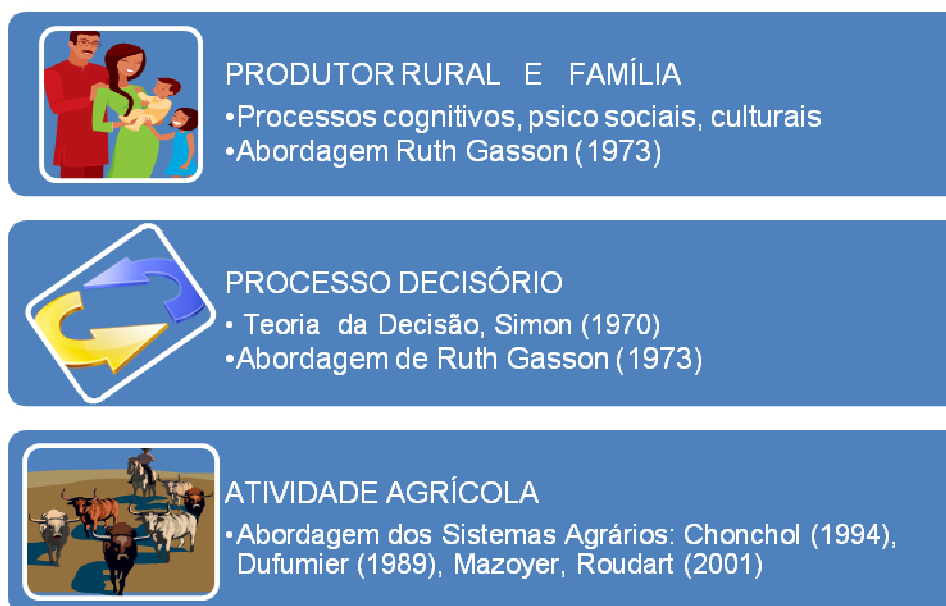 PRODUTOR RURAL E FAMÍLIA
•Processos cognitivos, psico sociais, culturais
•Abordagem Ruth Gasson (1973)
PROCESSO DECISÓRIO
• Teoria da Decisão, Simon (1970)
•Abordagem de Ruth Gasson (1973)
ATIVIDADE AGRÍCOLA
•Abordagem dos Sistemas Agrários: Chonchol (1994),
Dufumier (1989), Mazoyer, Roudart (2001)